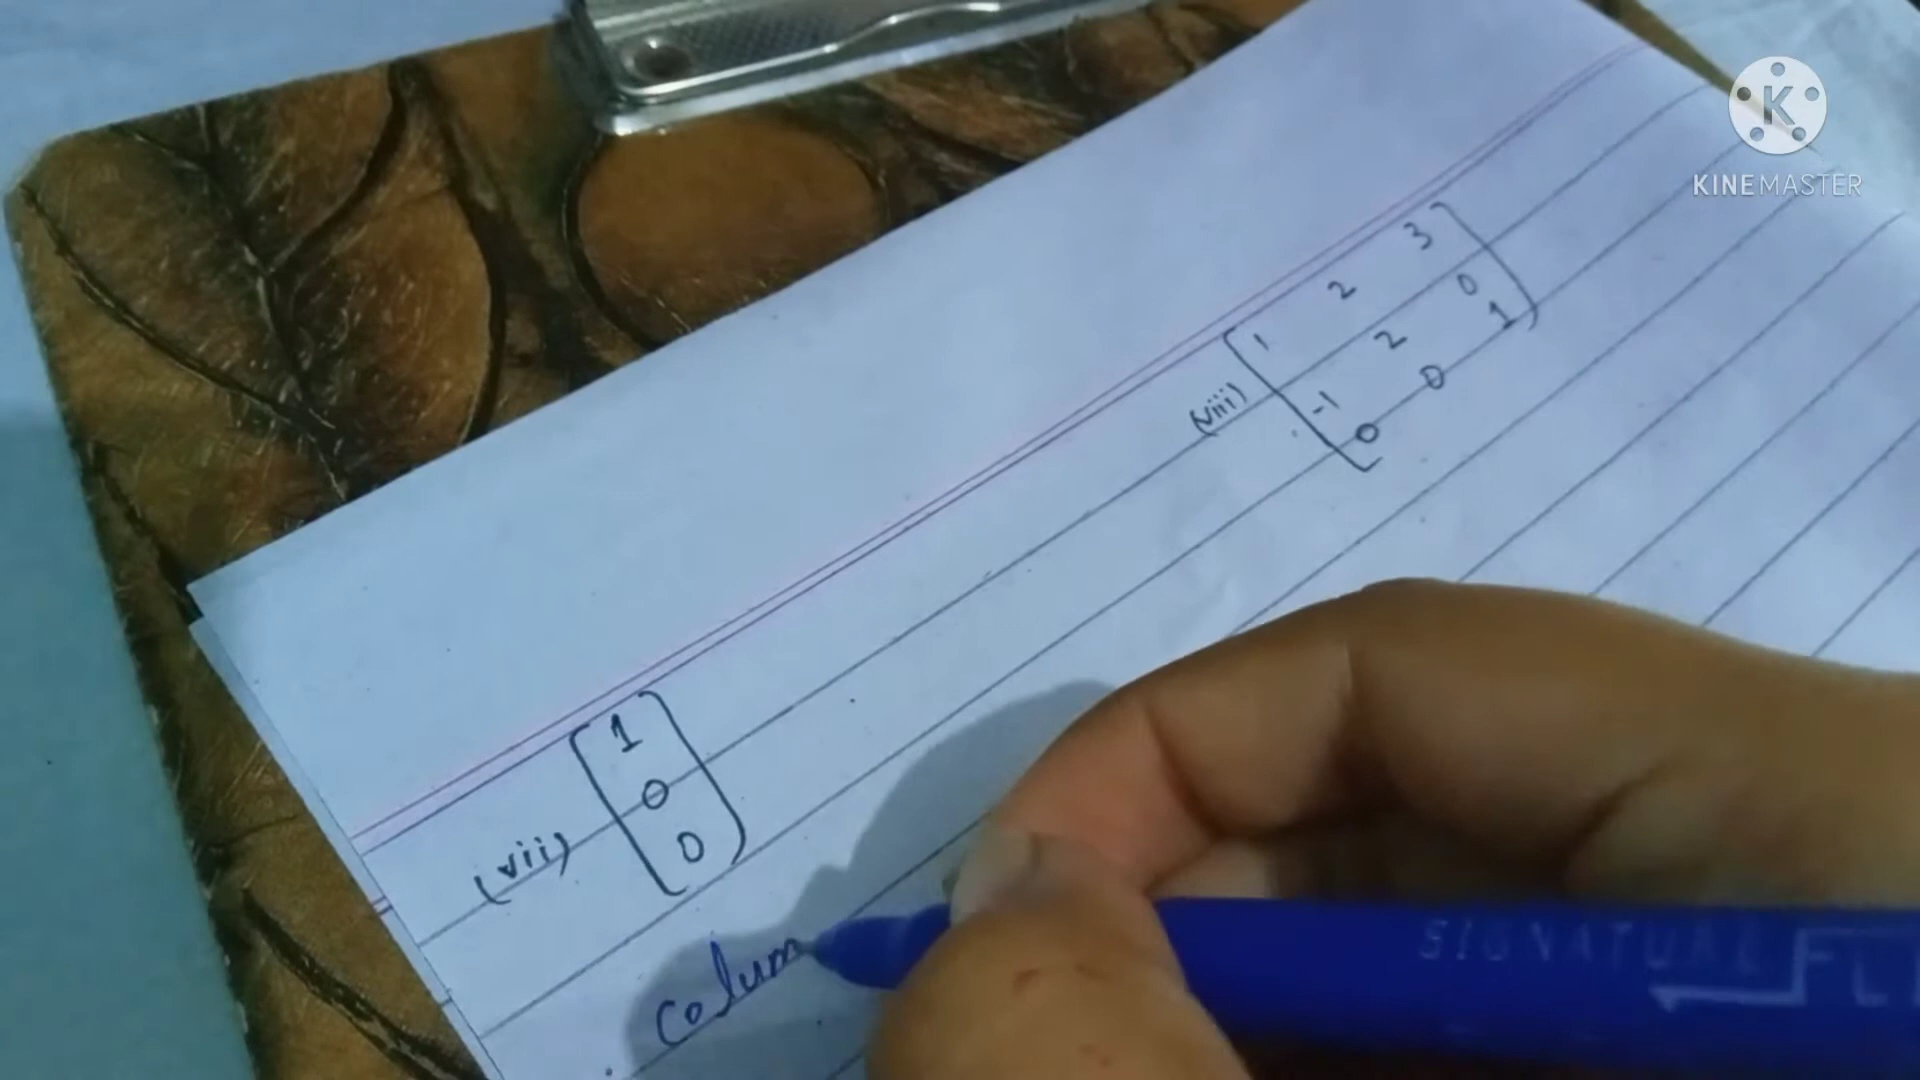 K
KINEMASTER
(viii) [1 2 3
-1 2 0
0 0 1]
(vii) [1
0
0]
Colum
SIGNATURE